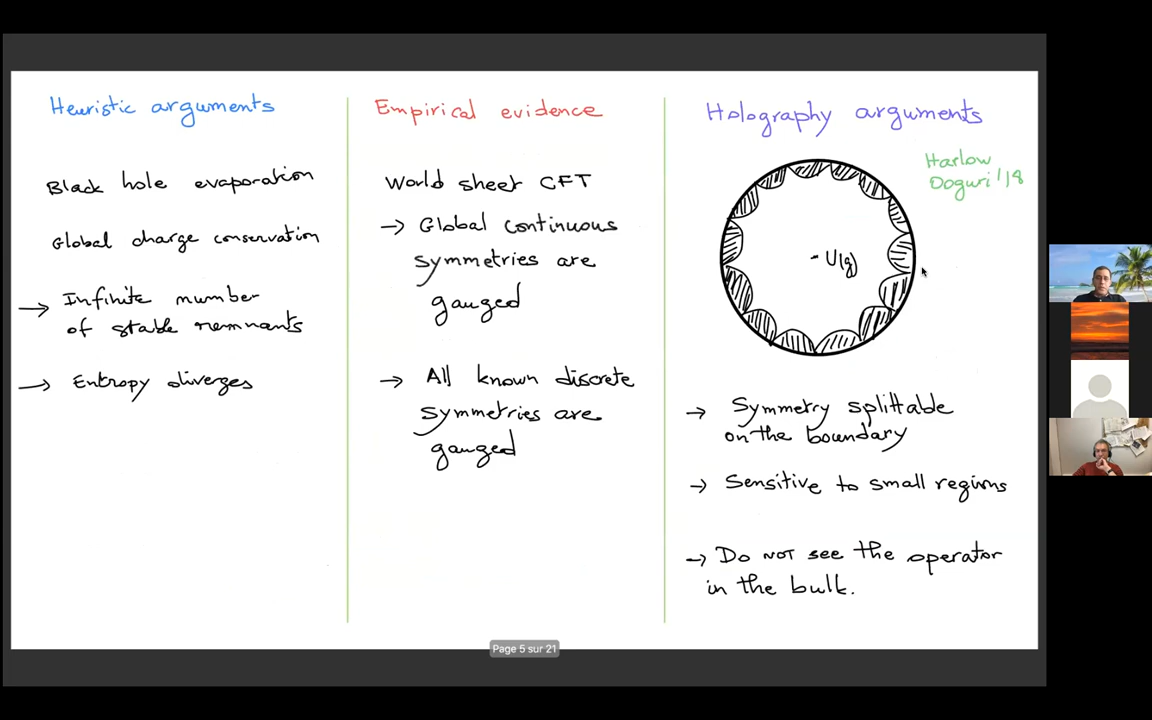 Heuristic arguments
Black hole evaporation
Global charge conservation
→ Infinite number
of stable remnants
→ Entropy diverges
Empirical evidence
World sheet CFT
→ Global continuous
symmetries are
gauged
→ All known discrete
symmetries are
gauged
Holography arguments
Harlow
Ooguri '18
U(g)
→ Symmetry splittable
on the boundary
→ Sensitive to small regions
→ Do NOT see the operator
in the bulk.
Page 5 sur 21